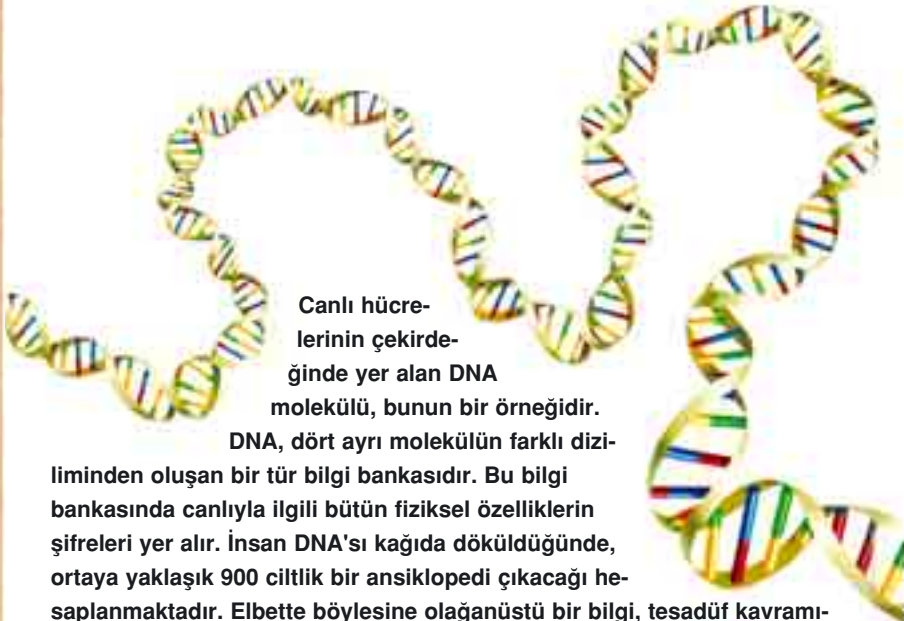 Canlı hücre-
lerinin çekirde-
ğinde yer alan DNA
molekülü, bunun bir örneğidir.
DNA, dört ayrı molekülün farklı dizi-
liminden oluşan bir tür bilgi bankasıdır. Bu bilgi
bankasında canlıyla ilgili bütün fiziksel özelliklerin
şifreleri yer alır. İnsan DNA'sı kağıda döküldüğünde,
ortaya yaklaşık 900 ciltlik bir ansiklopedi çıkacağı he-
saplanmaktadır. Elbette böylesine olağanüstü bir bilgi, tesadüf kavramı-